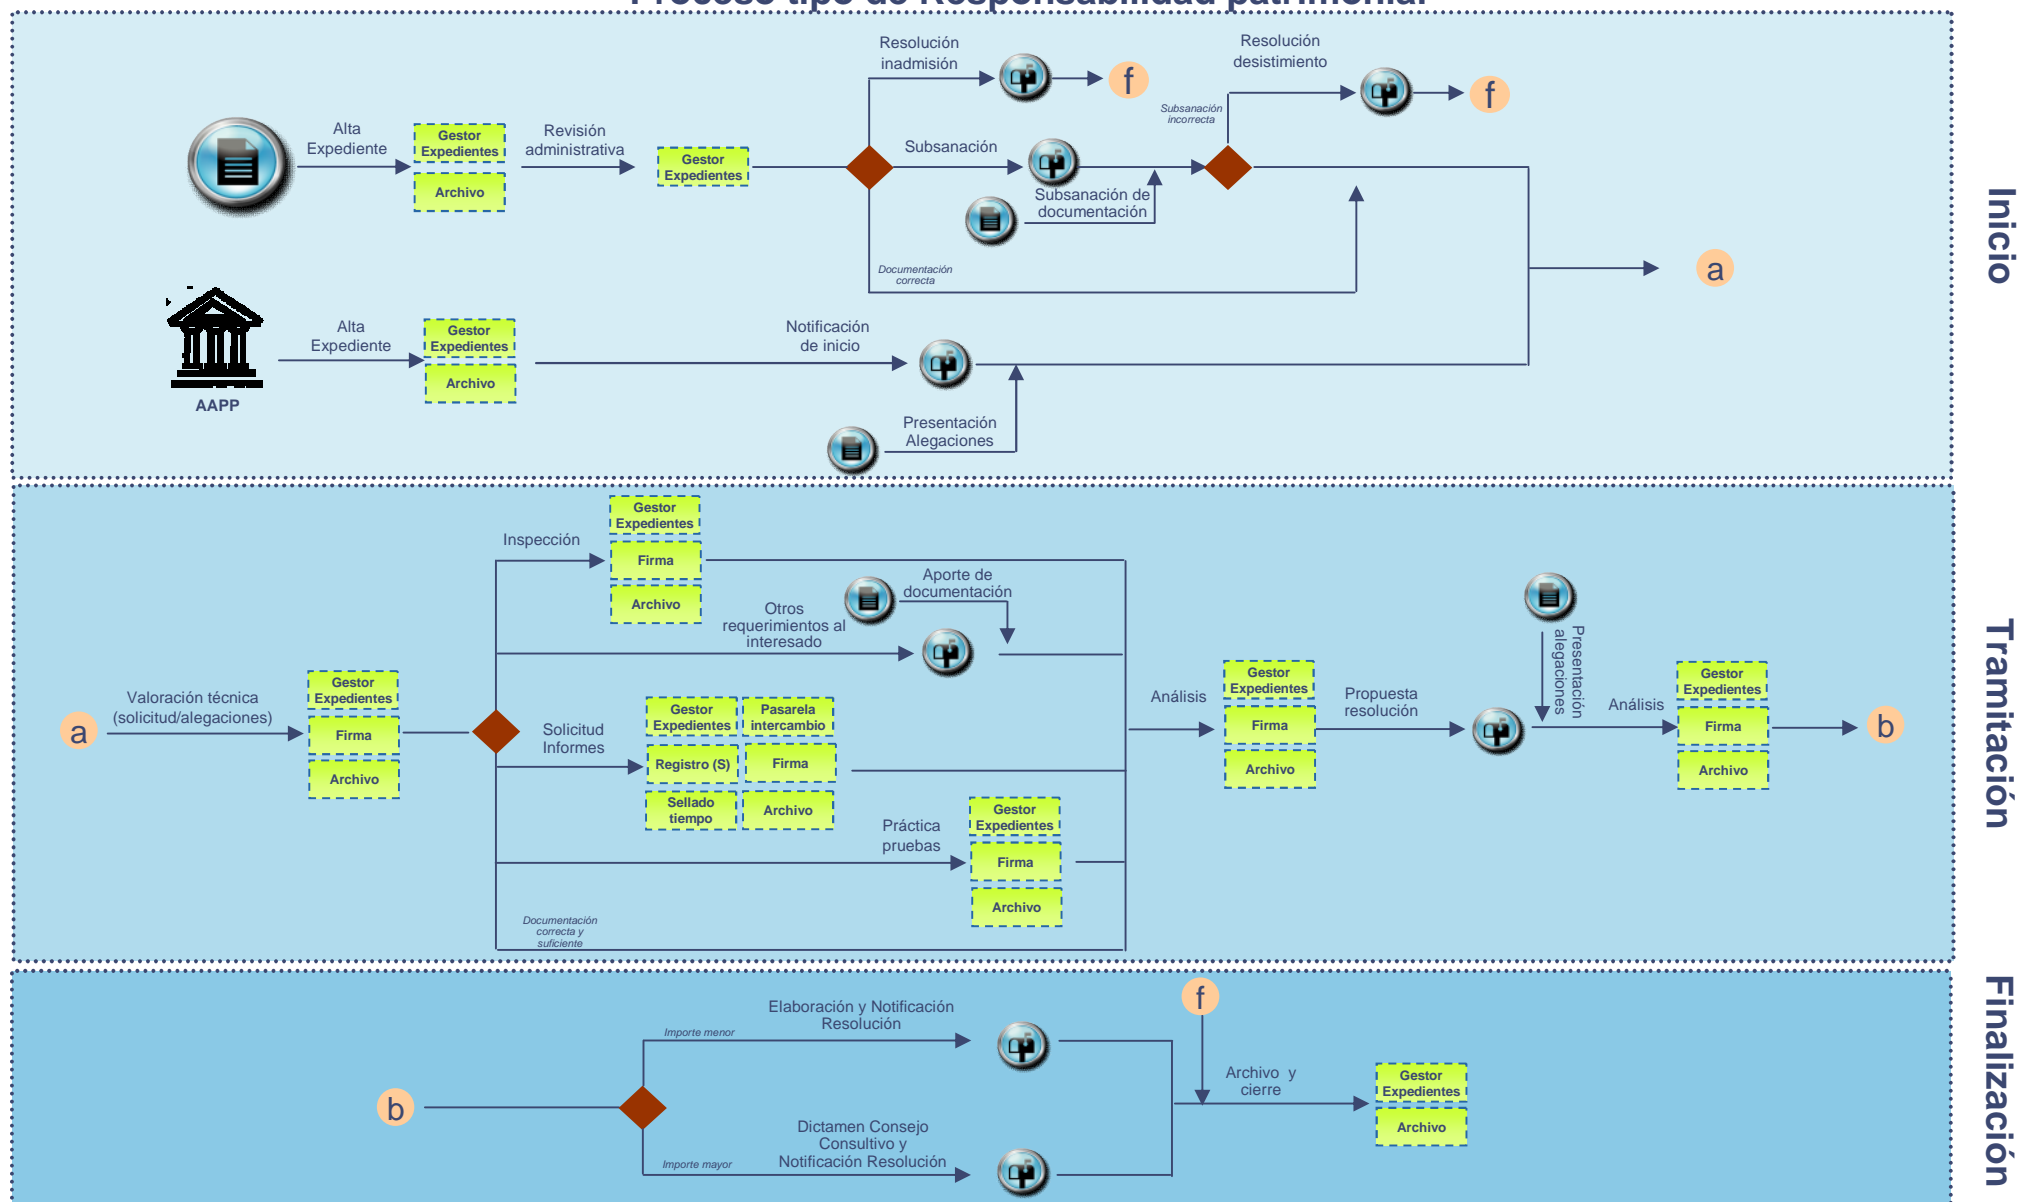 Proceso tipo de Responsabilidad patrimonial
Resolución
inadmisión
f
Resolución
desistimiento
f
Subsanación
incorrecta
Alta
Expediente
Gestor
Expedientes
Archivo
Revisión
administrativa
Gestor
Expedientes
Subsanación
Subsanación de
documentación
Documentación
correcta
a
Inicio
AAPP
Alta
Expediente
Gestor
Expedientes
Archivo
Notificación
de inicio
Presentación
Alegaciones
Tramitación
a
Valoración técnica
(solicitud/alegaciones)
Gestor
Expedientes
Firma
Archivo
Inspección
Gestor
Expedientes
Firma
Archivo
Otros
requerimientos al
interesado
Aporte de
documentación
Solicitud
Informes
Gestor
Expedientes
Pasarela
intercambio
Registro (S)
Firma
Sellado
tiempo
Archivo
Práctica
pruebas
Gestor
Expedientes
Firma
Archivo
Documentación
correcta y
suficiente
Análisis
Gestor
Expedientes
Firma
Archivo
Propuesta
resolución
Presentación
alegaciones
Análisis
Gestor
Expedientes
Firma
Archivo
b
Finalización
b
Importe menor
Elaboración y Notificación
Resolución
Importe mayor
Dictamen Consejo
Consultivo y
Notificación Resolución
f
Archivo y
cierre
Gestor
Expedientes
Archivo